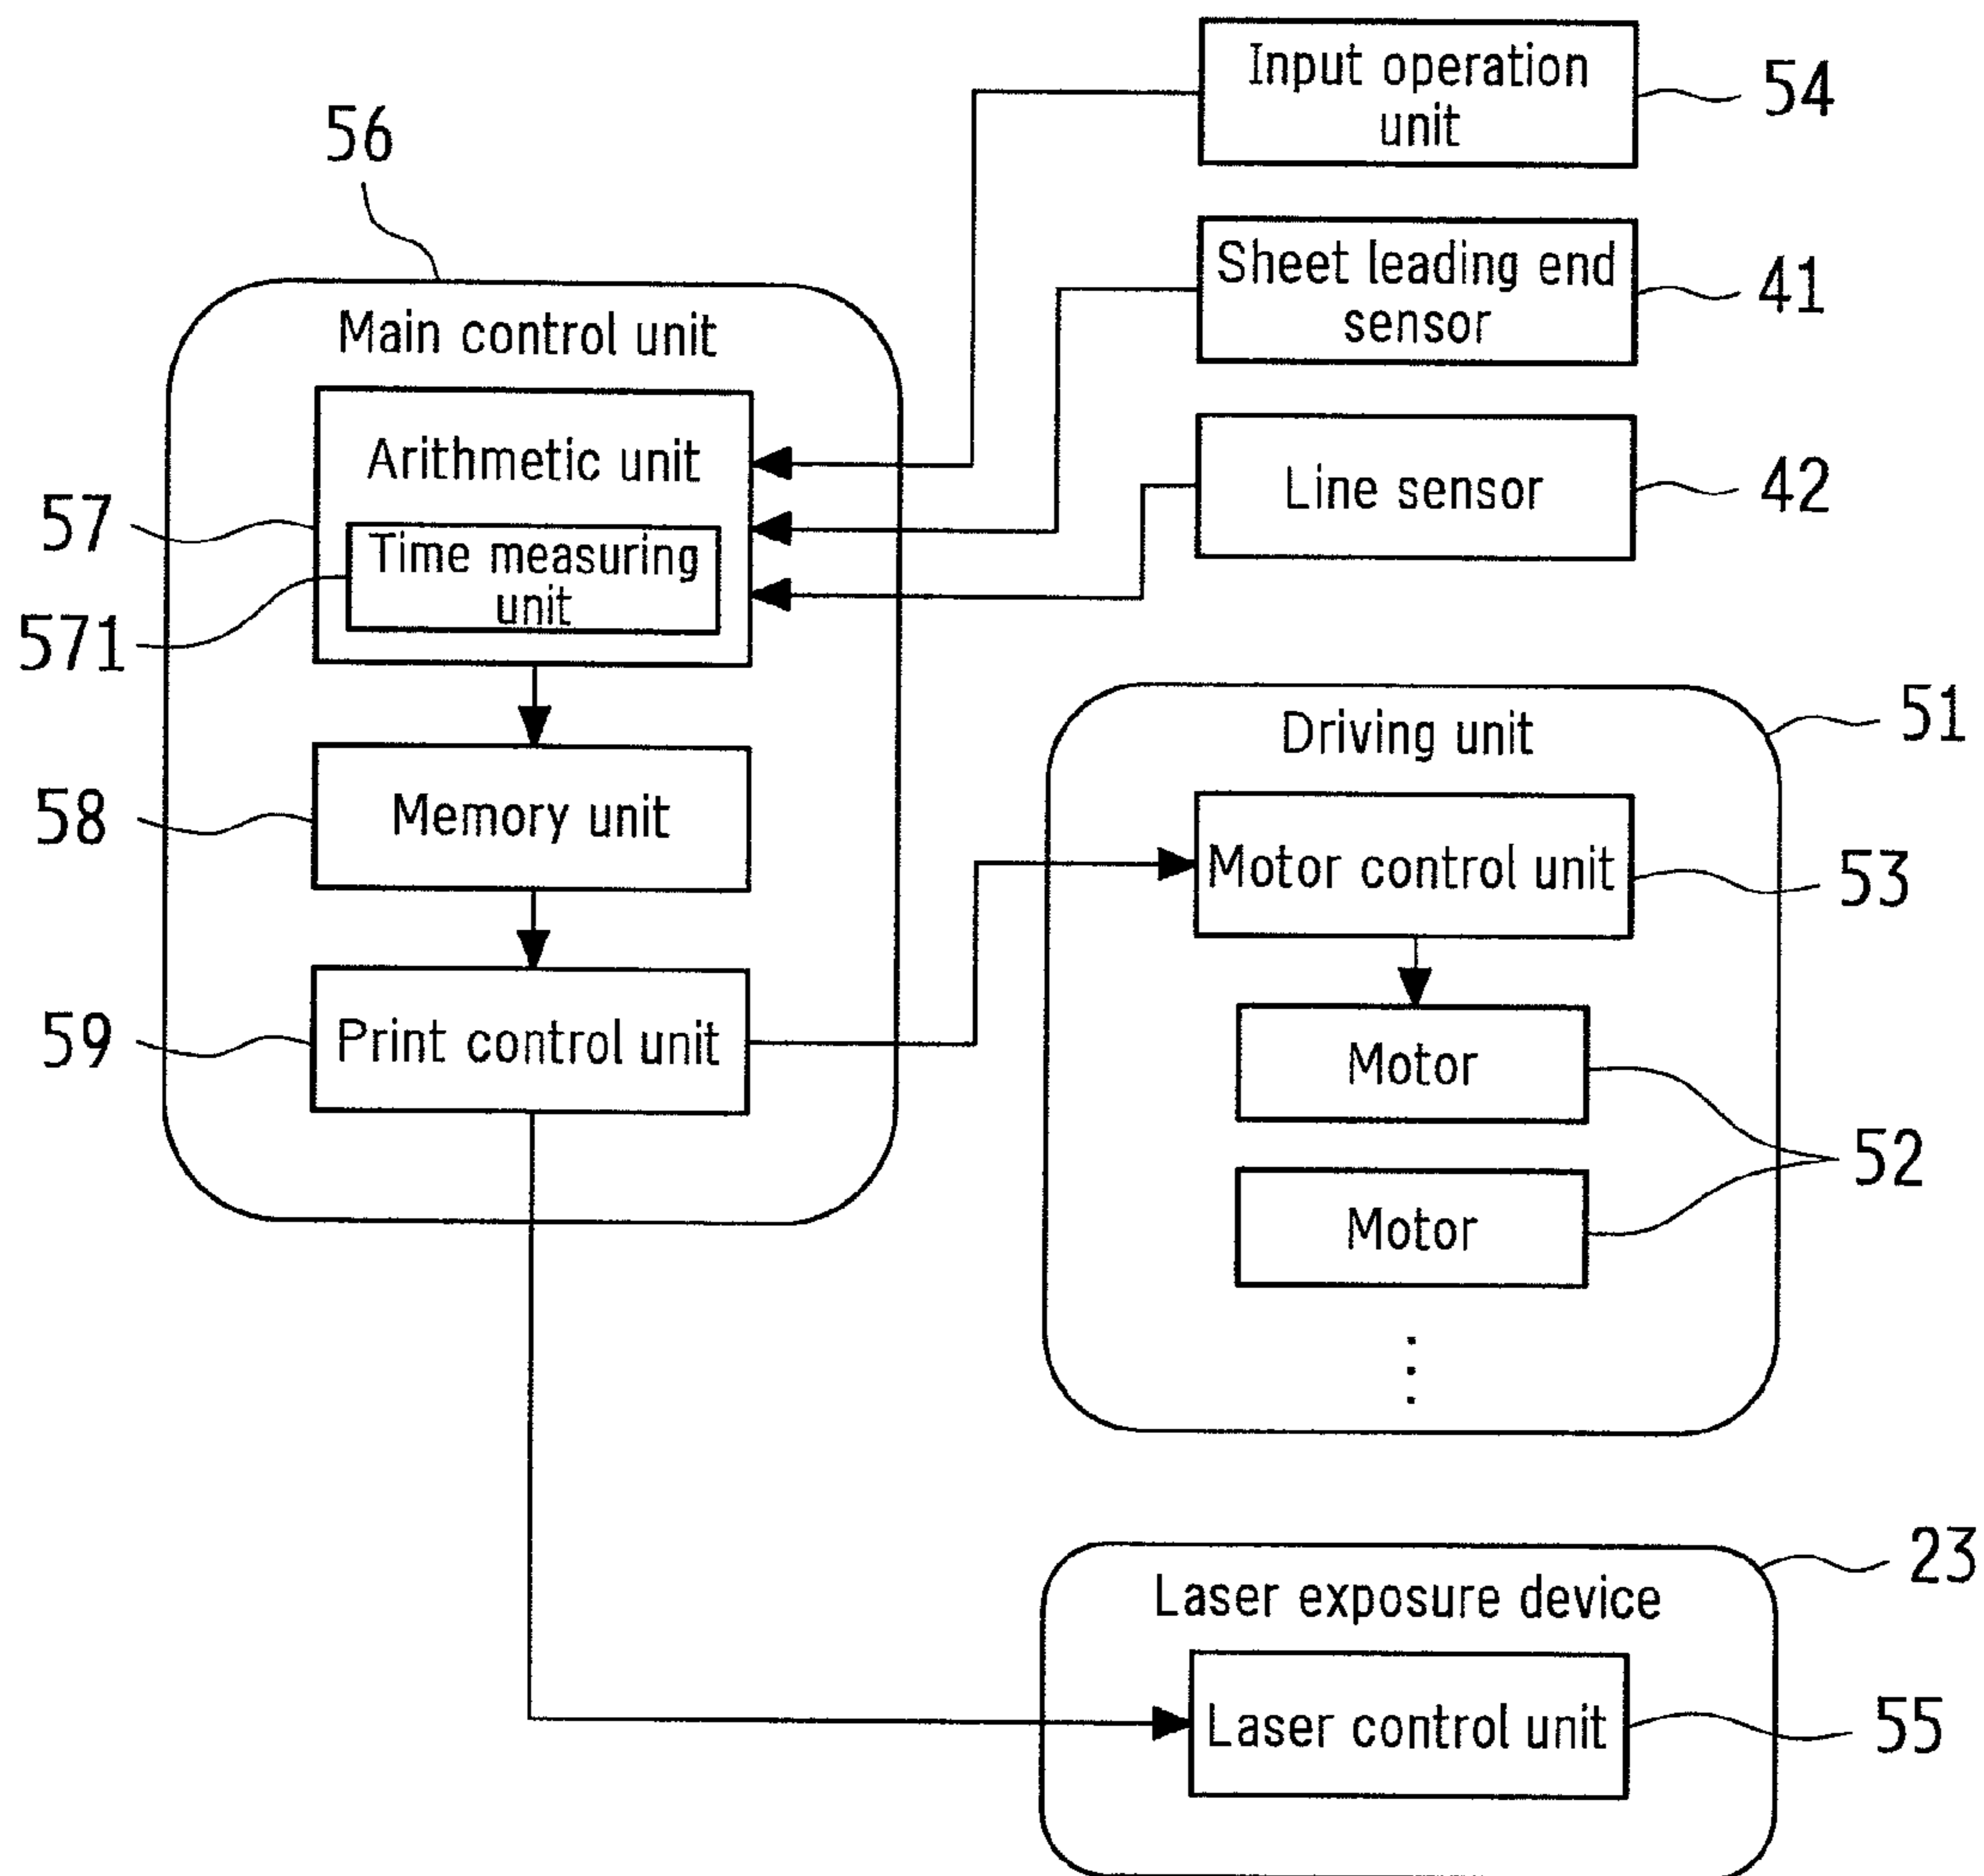 Input operation
unit
54
56
Sheet leading end
sensor
41
Main control unit
Arithmetic unit
Line sensor
42
57
Time measuring
unit
571
Driving unit
51
58
Memory unit
Motor control unit
53
59
Print control unit
Motor
52
Motor
Laser exposure device
23
Laser control unit
55